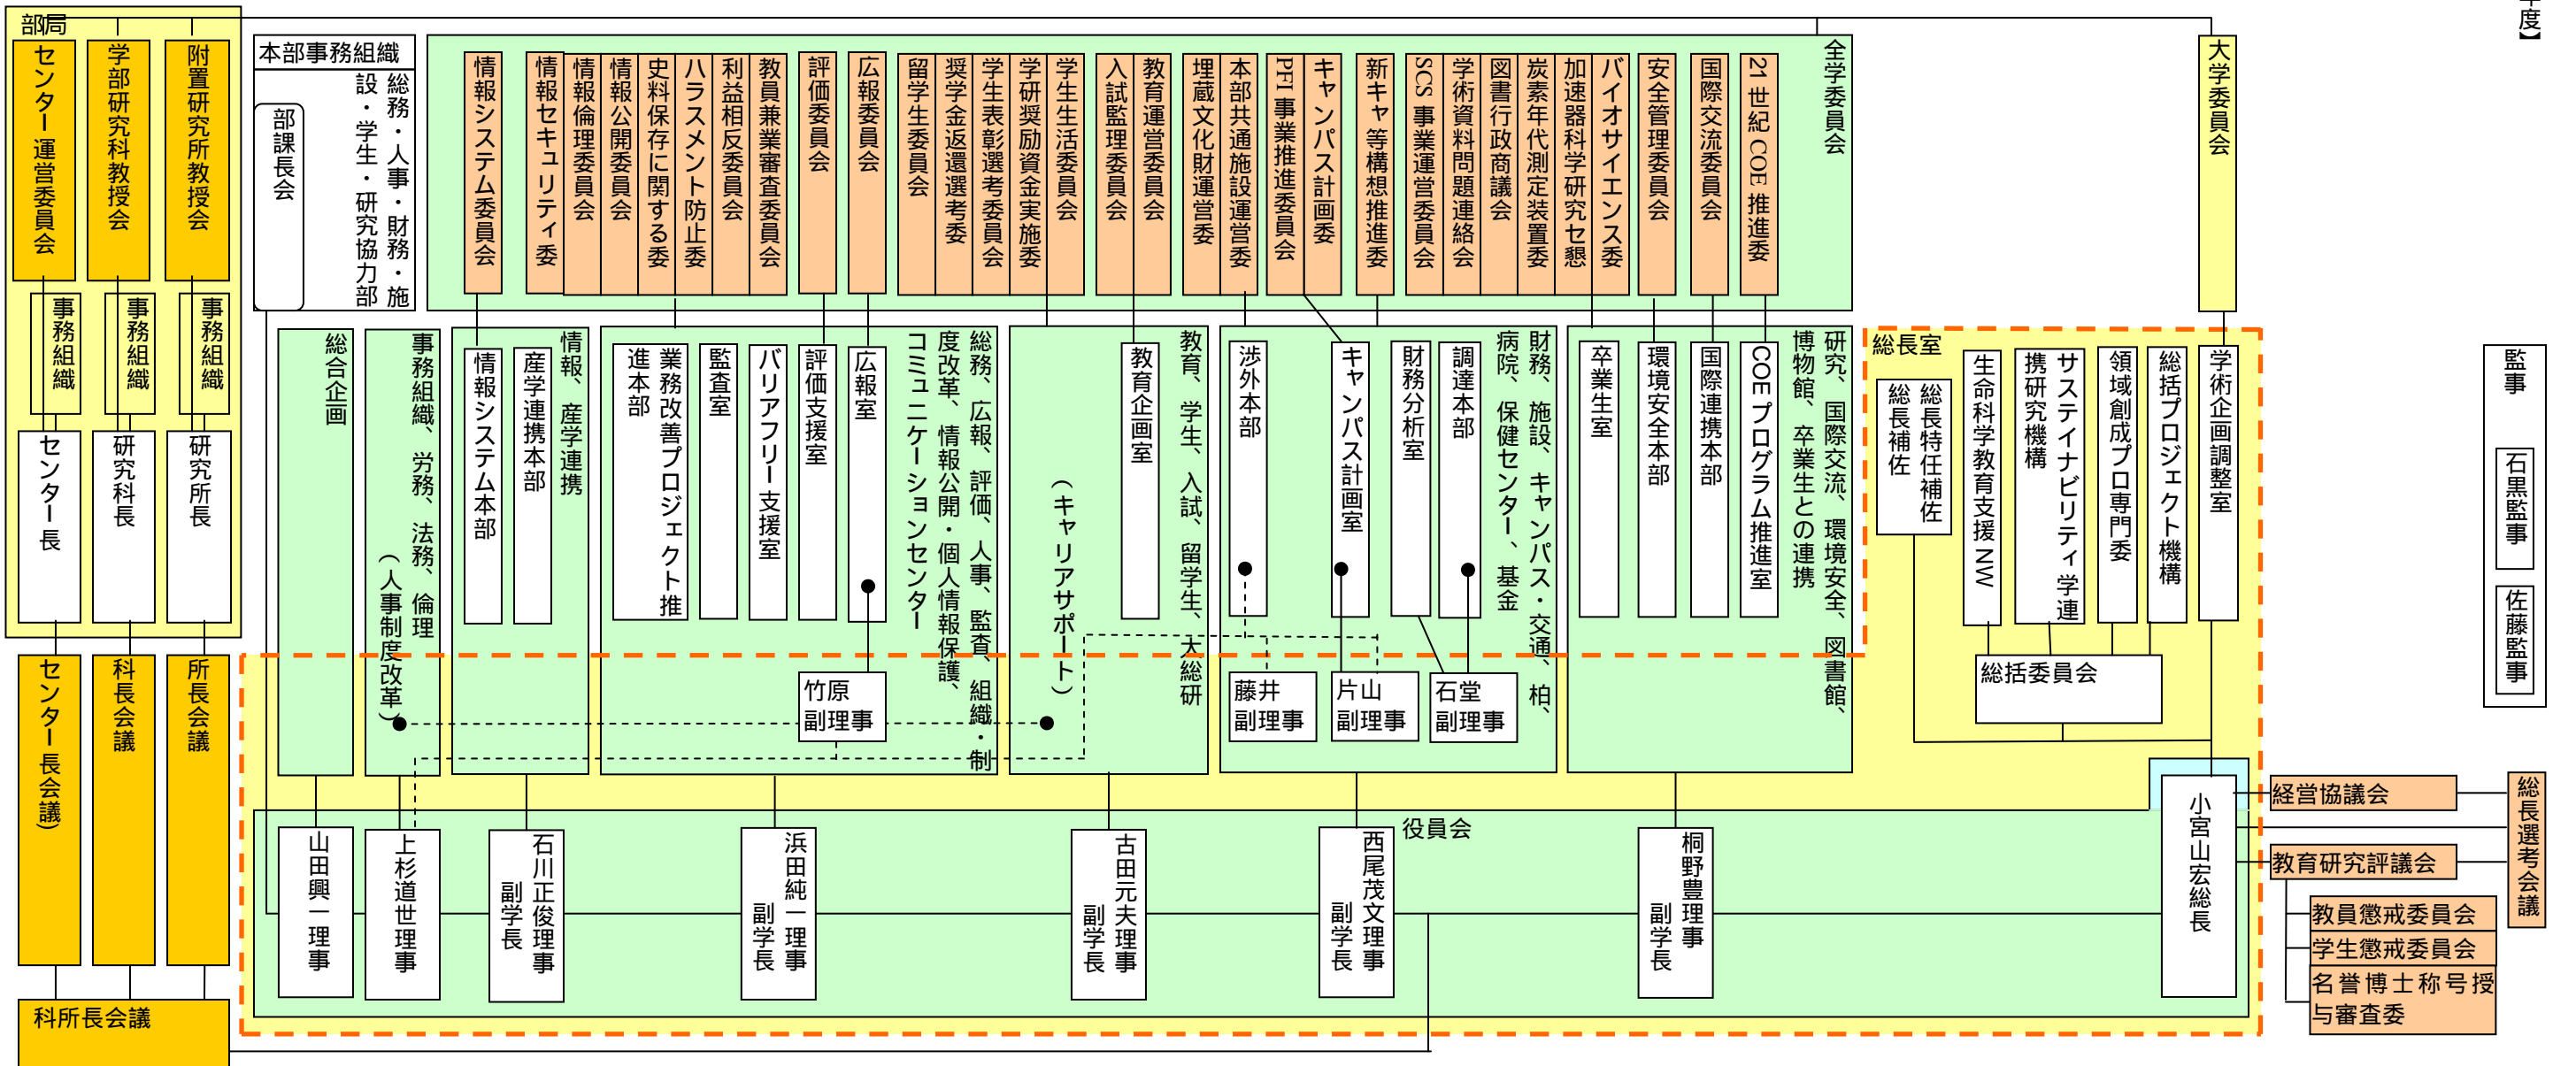 年度】
部局
センター運営委員会
学部研究科教授会
附置研究所教授会
事務組織
事務組織
事務組織
センター長
研究科長
研究所長
センター長会議)
科長会議
所長会議
科所長会議
本部事務組織
総務・人事・財務・施
設・学生・研究協力部
部課長会
全学委員会
情報システム委員会
情報セキュリティ委
情報倫理委員会
情報公開委員会
史料保存に関する委
ハラスメント防止委
利益相反委員会
教員兼業審査委員会
評価委員会
広報委員会
留学生委員会
奨学金返還選考委
学生表彰選考委員会
学研奨励資金実施委
学生生活委員会
入試監理委員会
教育運営委員会
埋蔵文化財運営委
本部共通施設運営委
PFI 事業推進委員会
キャンパス計画委
新キャ等構想推進委
SCS 事業運営委員会
学術資料問題連絡会
図書行政商議会
炭素年代測定装置委
加速器科学研究セ懇
バイオサイエンス委
安全管理委員会
国際交流委員会
21 世紀 COE 推進委
大学委員会
総合企画
事務組織、労務、法務、倫理
(人事制度改革)
情報、産学連携
情報システム本部
産学連携本部
総務、広報、評価、人事、監査、組織・制
度改革、情報公開・個人情報保護、
コミュニケーションセンター
業務改善プロジェクト推
進本部
監査室
バリアフリー支援室
評価支援室
広報室
竹原
副理事
教育、学生、入試、留学生、大総研
(キャリアサポート)
教育企画室
財務、施設、キャンパス・交通、柏、
病院、保健センター、基金
渉外本部
キャンパス計画室
財務分析室
調達本部
藤井
副理事
片山
副理事
石堂
副理事
研究、国際交流、環境安全、図書館、
博物館、卒業生との連携
卒業生室
環境安全本部
国際連携本部
COE プログラム推進室
総長室
総長特任補佐
総長補佐
生命科学教育支援 NW
サステイナビリティ学連
携研究機構
領域創成プロ専門委
総括プロジェクト機構
学術企画調整室
総括委員会
監事
石黒監事
佐藤監事
役員会
山田興一理事
上杉道世理事
石川正俊理事
副学長
浜田純一理事
副学長
古田元夫理事
副学長
西尾茂文理事
副学長
桐野豊理事
副学長
小宮山宏総長
経営協議会
総長選考会議
教育研究評議会
教員懲戒委員会
学生懲戒委員会
名誉博士称号授
与審査委